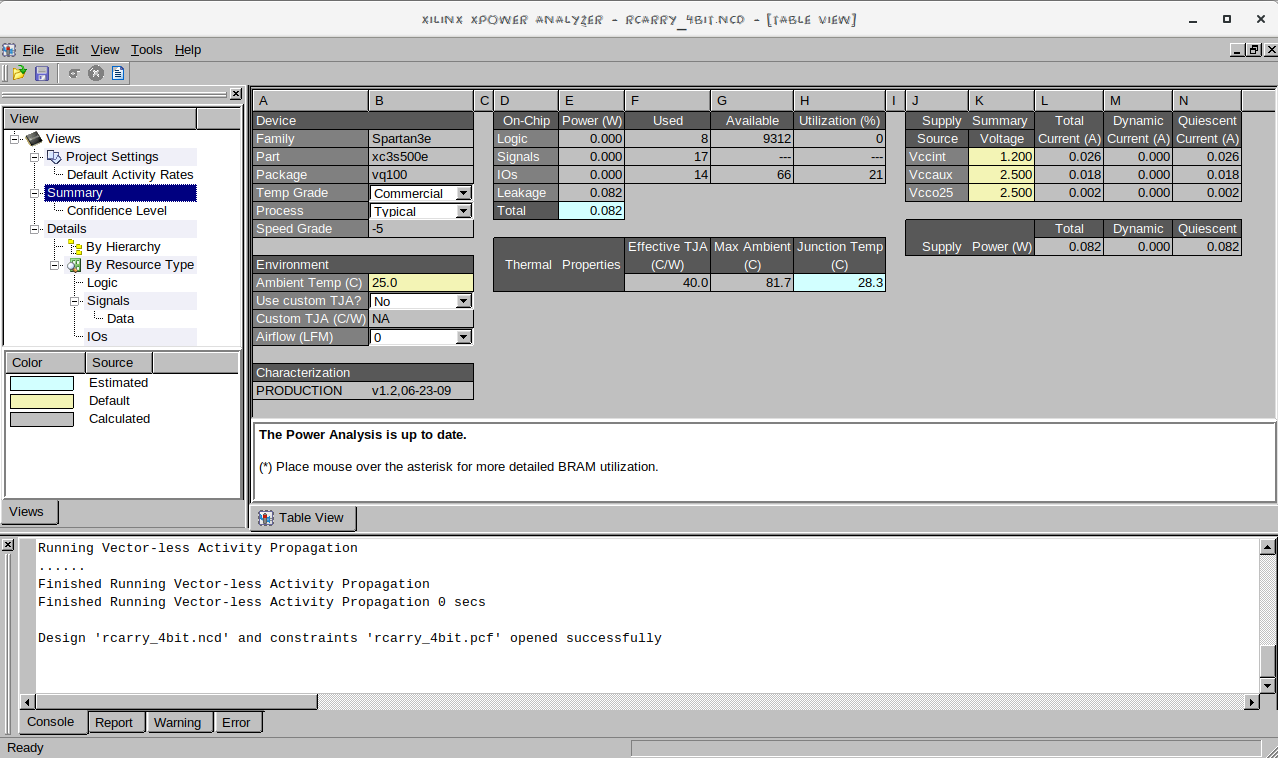 XILINX XPOWER ANALYZER - RCARRY_4BIT.NCD - [TABLE VIEW]
File Edit View Tools Help
View
Views
Project Settings
Default Activity Rates
Summary
Confidence Level
Details
By Hierarchy
By Resource Type
Logic
Signals
Data
IOs
Color Source
Estimated
Default
Calculated
Views
A B C D E F G H I J K L M N
Device On-Chip Power (W) Used Available Utilization (%) Supply Summary Total Dynamic Quiescent
Family Spartan3e Logic 0.000 8 9312 0 Source Voltage Current (A) Current (A) Current (A)
Part xc3s500e Signals 0.000 17 --- --- Vccint 1.200 0.026 0.000 0.026
Package vq100 IOs 0.000 14 66 21 Vccaux 2.500 0.018 0.000 0.018
Temp Grade Commercial Leakage 0.082 Vcco25 2.500 0.002 0.000 0.002
Process Typical Total 0.082
Speed Grade -5 Total Dynamic Quiescent
Effective TJA Max Ambient Junction Temp Supply Power (W) 0.082 0.000 0.082
Environment Thermal Properties (C/W) (C) (C)
Ambient Temp (C) 25.0 40.0 81.7 28.3
Use custom TJA? No
Custom TJA (C/W) NA
Airflow (LFM) 0
Characterization
PRODUCTION v1.2,06-23-09
The Power Analysis is up to date.
(*) Place mouse over the asterisk for more detailed BRAM utilization.
Table View
Running Vector-less Activity Propagation
......
Finished Running Vector-less Activity Propagation
Finished Running Vector-less Activity Propagation 0 secs
Design 'rcarry_4bit.ncd' and constraints 'rcarry_4bit.pcf' opened successfully
Console Report Warning Error
Ready